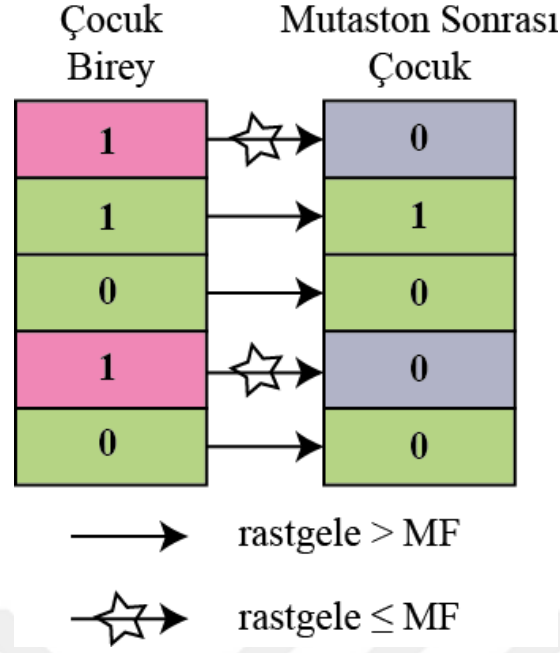 Çocuk Birey
Mutaston Sonrası Çocuk
1 0
1 1
0 0
1 0
0 0
rastgele > MF
rastgele ≤ MF